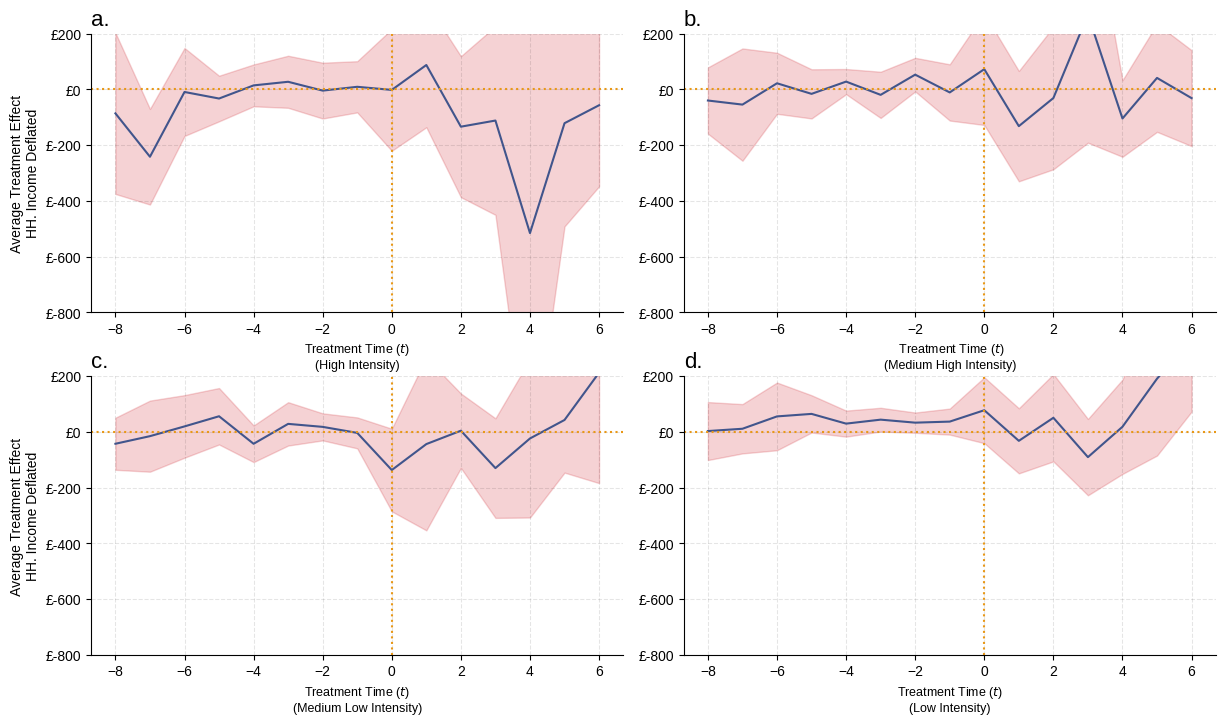 a.
£200
£0
£-200
£-400
£-600
£-800
Average Treatment Effect
HH. Income Deflated
−8 −6 −4 −2 0 2 4 6
Treatment Time (t)
(High Intensity)
b.
£200
£0
£-200
£-400
£-600
£-800
−8 −6 −4 −2 0 2 4 6
Treatment Time (t)
(Medium High Intensity)
c.
£200
£0
£-200
£-400
£-600
£-800
Average Treatment Effect
HH. Income Deflated
−8 −6 −4 −2 0 2 4 6
Treatment Time (t)
(Medium Low Intensity)
d.
£200
£0
£-200
£-400
£-600
£-800
−8 −6 −4 −2 0 2 4 6
Treatment Time (t)
(Low Intensity)